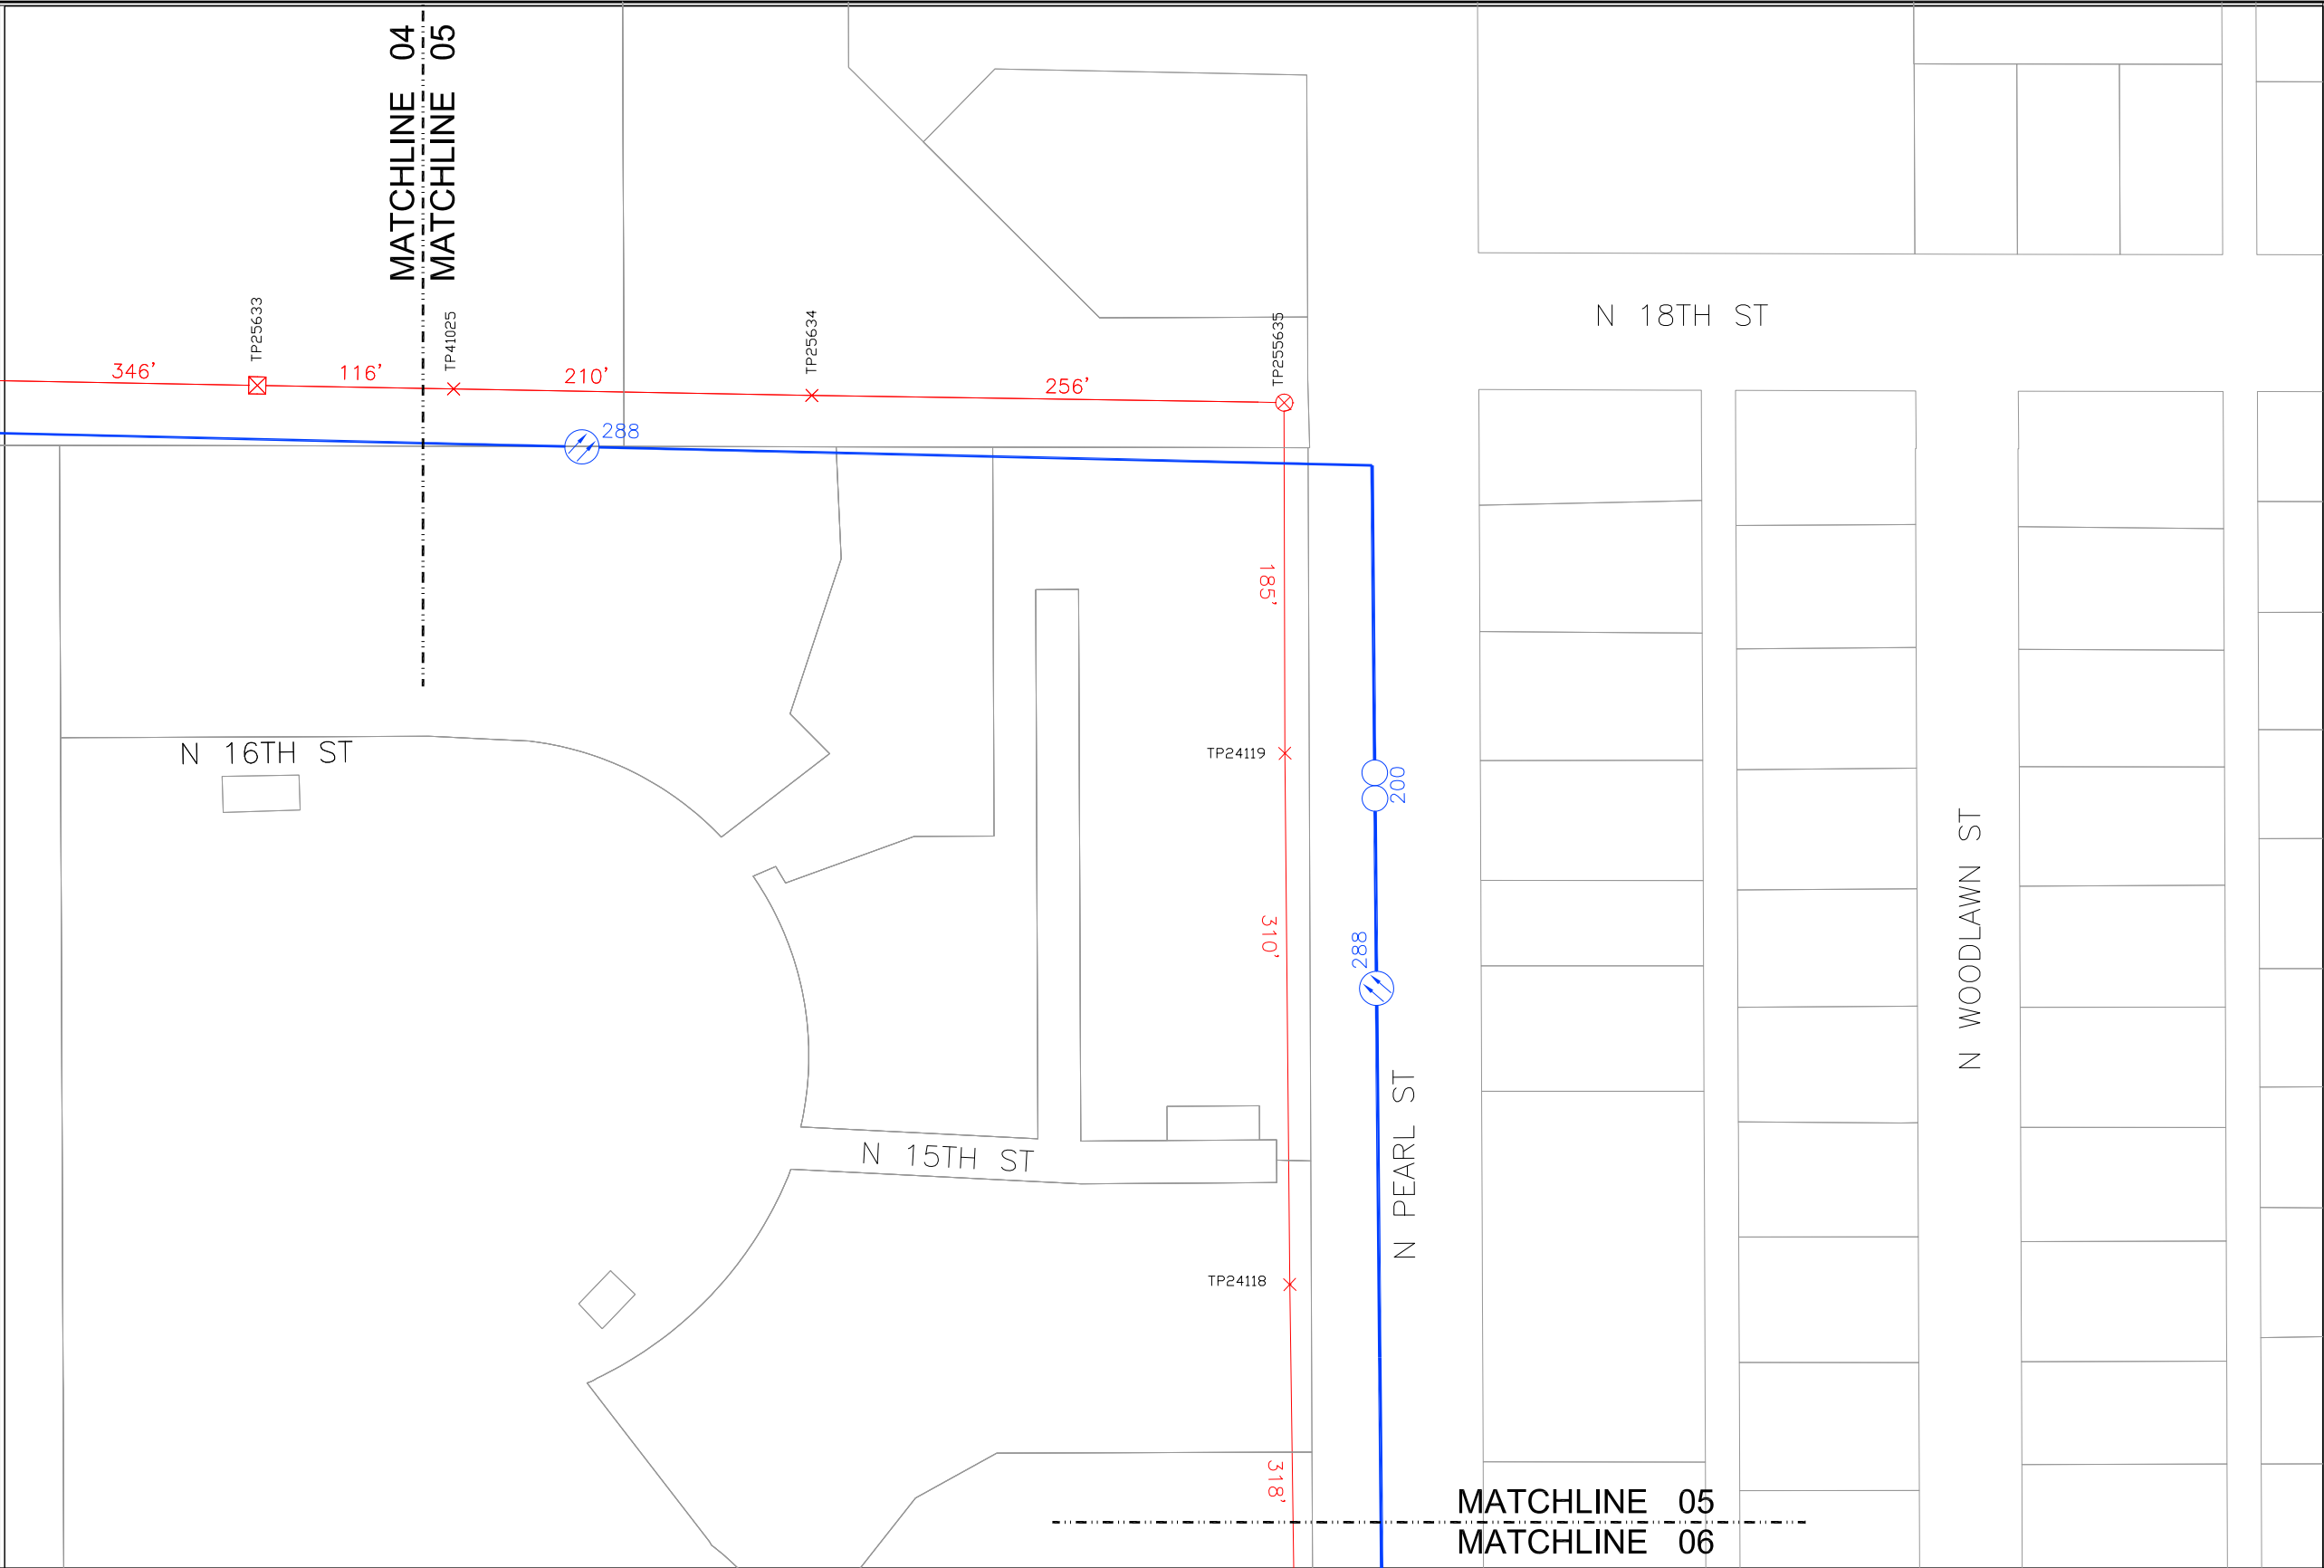 MATCHLINE 04
MATCHLINE 05
TP25633
TP41025
TP25634
TP255635
N 18TH ST
346'
116'
210'
256'
288
185'
N 16TH ST
TP24119
200
310'
288
N WOODLAWN ST
N PEARL ST
N 15TH ST
TP24118
318'
MATCHLINE 05
MATCHLINE 06